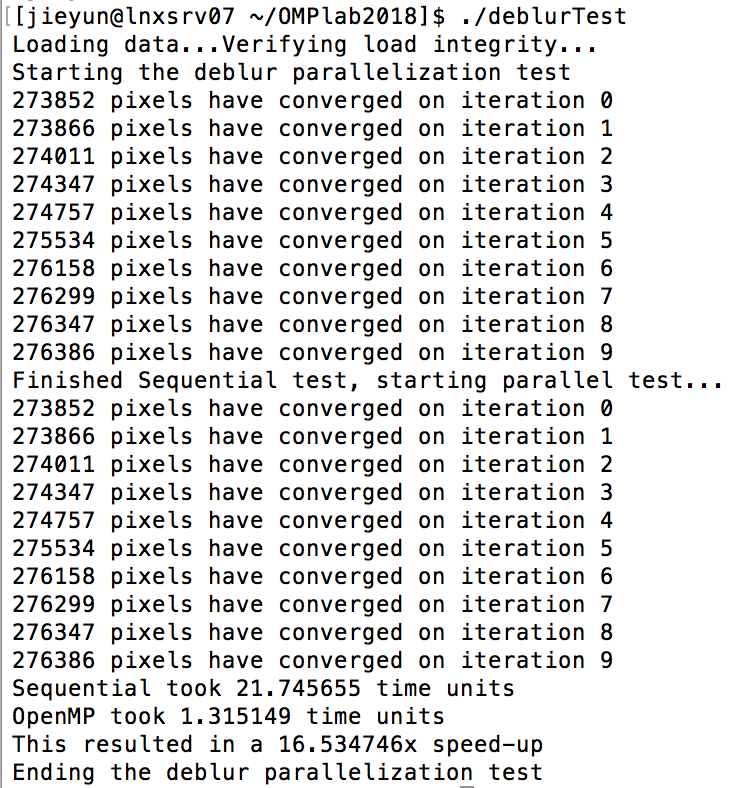 [[jieyun@lnxsrv07 ~/OMPlab2018]$ ./deblurTest
Loading data...Verifying load integrity...
Starting the deblur parallelization test
273852 pixels have converged on iteration 0
273866 pixels have converged on iteration 1
274011 pixels have converged on iteration 2
274347 pixels have converged on iteration 3
274757 pixels have converged on iteration 4
275534 pixels have converged on iteration 5
276158 pixels have converged on iteration 6
276299 pixels have converged on iteration 7
276347 pixels have converged on iteration 8
276386 pixels have converged on iteration 9
Finished Sequential test, starting parallel test...
273852 pixels have converged on iteration 0
273866 pixels have converged on iteration 1
274011 pixels have converged on iteration 2
274347 pixels have converged on iteration 3
274757 pixels have converged on iteration 4
275534 pixels have converged on iteration 5
276158 pixels have converged on iteration 6
276299 pixels have converged on iteration 7
276347 pixels have converged on iteration 8
276386 pixels have converged on iteration 9
Sequential took 21.745655 time units
OpenMP took 1.315149 time units
This resulted in a 16.534746x speed-up
Ending the deblur parallelization test